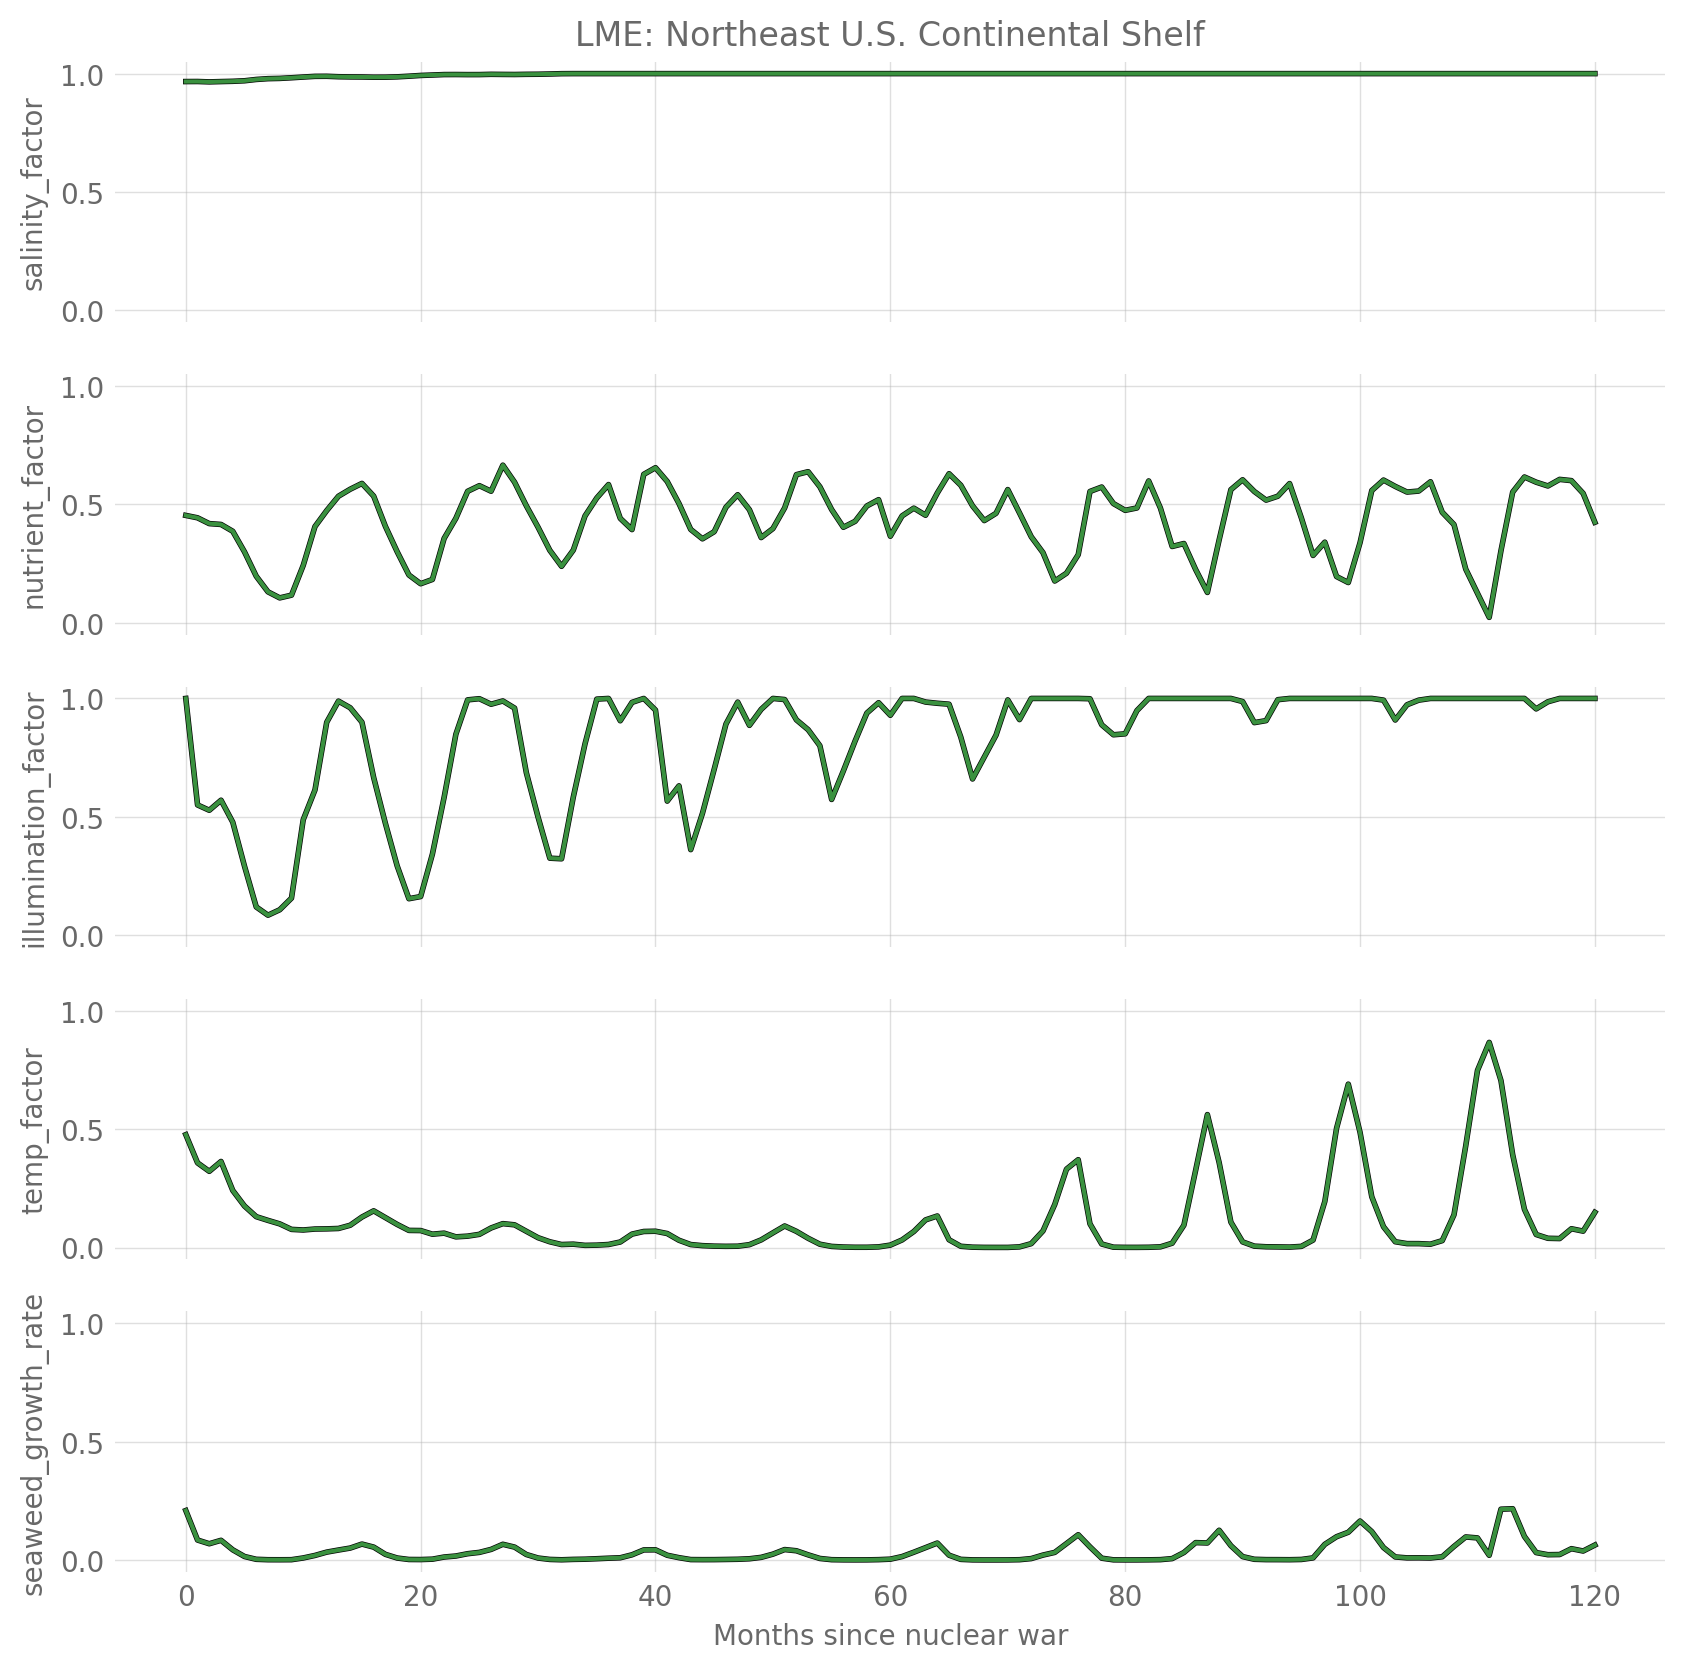 LME: Northeast U.S. Continental Shelf
1.0
0.5
0.0
salinity_factor
1.0
0.5
0.0
nutrient_factor
1.0
0.5
0.0
illumination_factor
1.0
0.5
0.0
temp_factor
1.0
0.5
0.0
seaweed_growth_rate
0 20 40 60 80 100 120
Months since nuclear war